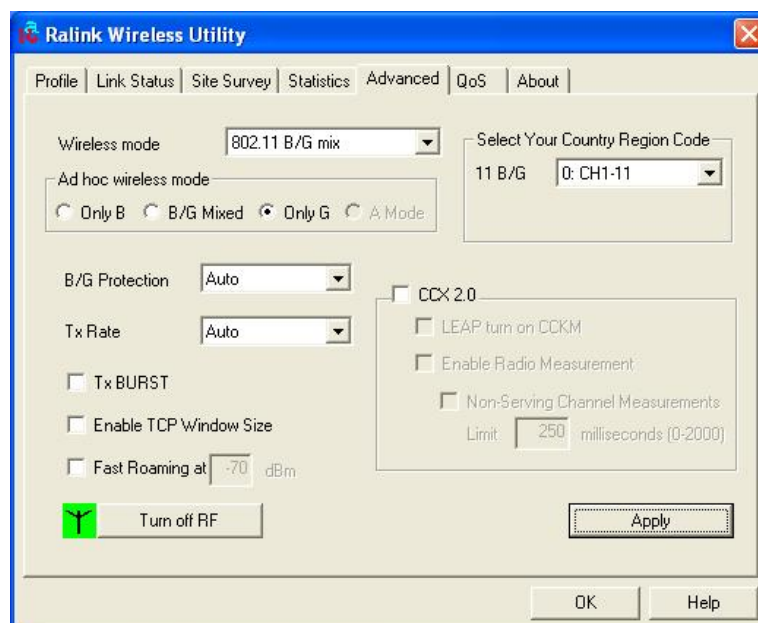 Ralink Wireless Utility
Profile Link Status Site Survey Statistics Advanced QoS About
Wireless mode 802.11 B/G mix
Select Your Country Region Code
11 B/G 0: CH1-11
Ad hoc wireless mode
Only B B/G Mixed Only G A Mode
B/G Protection Auto
Tx Rate Auto
Tx BURST
Enable TCP Window Size
Fast Roaming at -70 dBm
CCX 2.0
LEAP turn on CCKM
Enable Radio Measurement
Non-Serving Channel Measurements
Limit 250 milliseconds (0-2000)
Turn off RF
Apply
OK Help